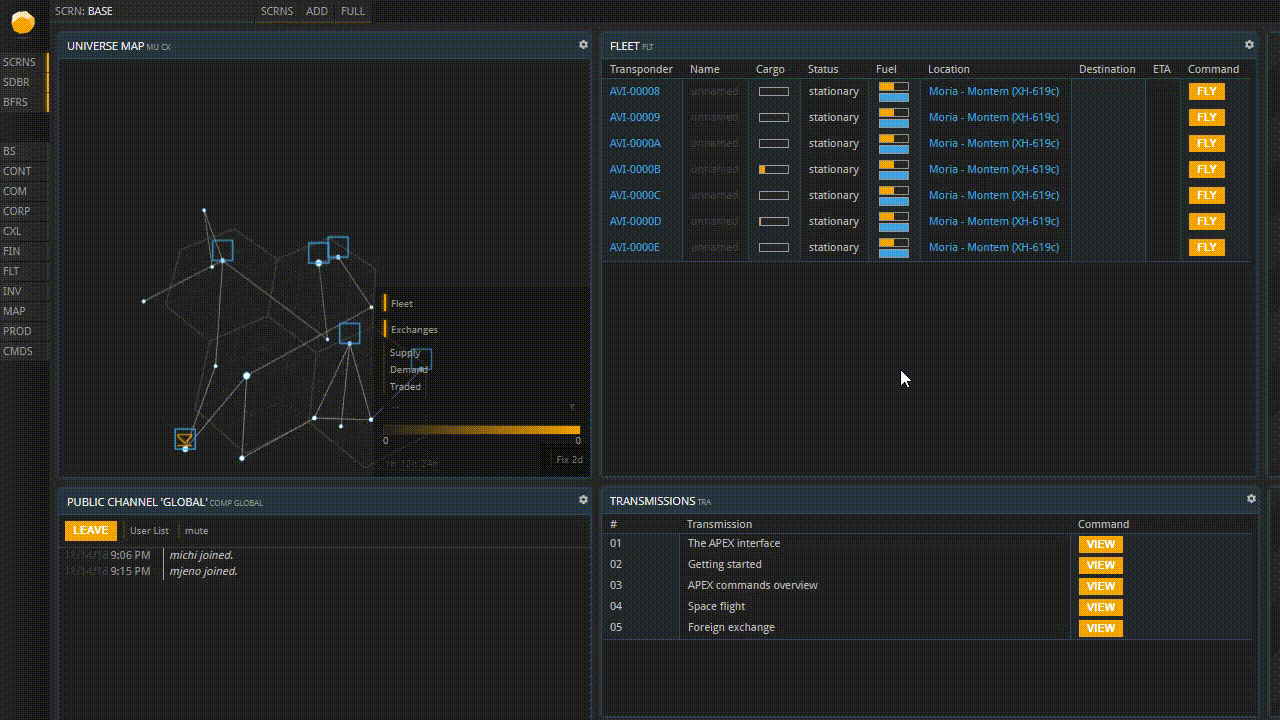 SCRN: BASE
SCRNS ADD FULL
SCRNS
SDBR
BFRS
BS
CONT
COM
CORP
CXL
FIN
FLT
INV
MAP
PROD
CMDS
UNIVERSE MAP MU CX
Fleet
Exchanges
Supply
Demand
Traded
--
0 0
1h 12h 24h
Fix 2d
FLEET FLT
Transponder Name Cargo Status Fuel Location Destination ETA Command
AVI-00008 unnamed stationary Moria - Montem (XH-619c) FLY
AVI-00009 unnamed stationary Moria - Montem (XH-619c) FLY
AVI-0000A unnamed stationary Moria - Montem (XH-619c) FLY
AVI-0000B unnamed stationary Moria - Montem (XH-619c) FLY
AVI-0000C unnamed stationary Moria - Montem (XH-619c) FLY
AVI-0000D unnamed stationary Moria - Montem (XH-619c) FLY
AVI-0000E unnamed stationary Moria - Montem (XH-619c) FLY
PUBLIC CHANNEL 'GLOBAL' COMP GLOBAL
LEAVE User List mute
9:06 PM michi joined.
9:15 PM mjeno joined.
TRANSMISSIONS TRA
# Transmission Command
01 The APEX interface VIEW
02 Getting started VIEW
03 APEX commands overview VIEW
04 Space flight VIEW
05 Foreign exchange VIEW